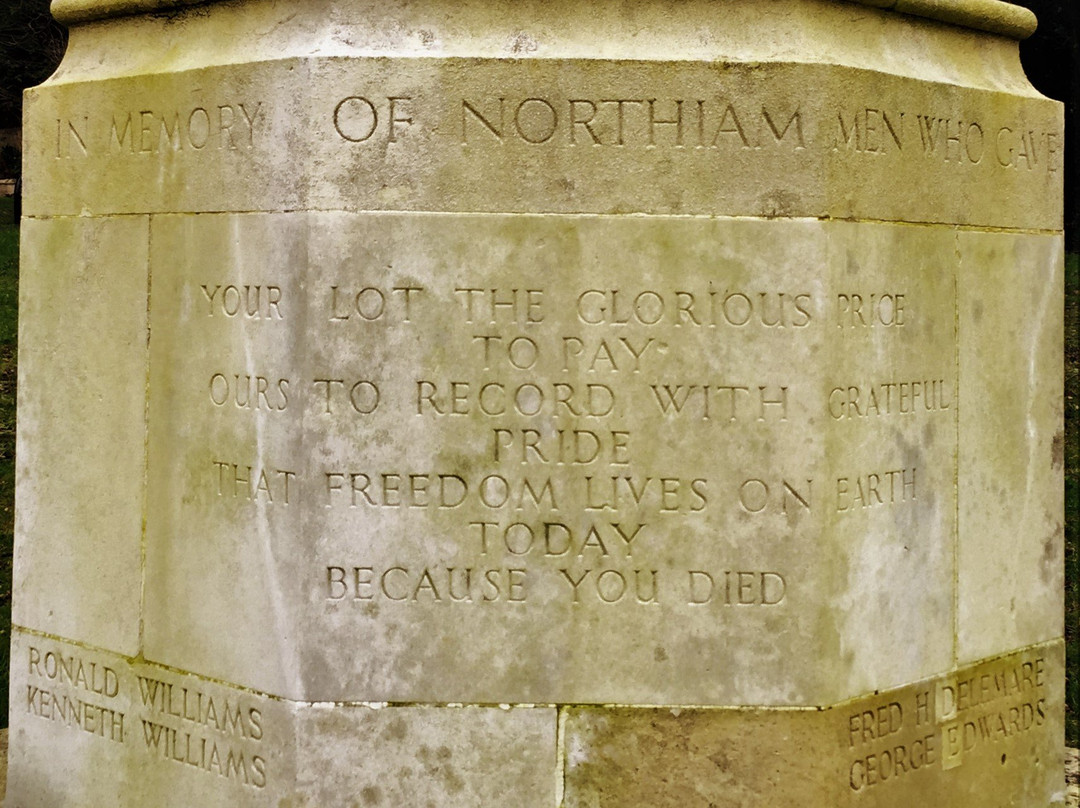 IN MEMORY OF NORTHIAM MEN WHO GAVE
YOUR LOT THE GLORIOUS PRICE
TO PAY
OURS TO RECORD WITH GRATEFUL
PRIDE
THAT FREEDOM LIVES ON EARTH
TODAY
BECAUSE YOU DIED
RONALD WILLIAMS
KENNETH WILLIAMS
FRED H DELEMARE
GEORGE EDWARDS